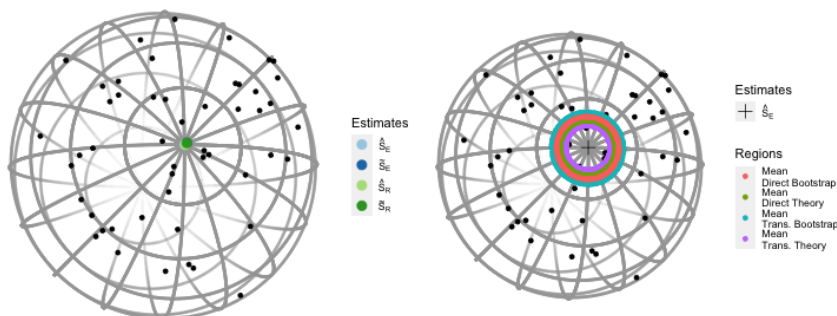 Estimates
Ŝ_E
S̃_E
Ŝ_R
S̃_R
Estimates
Ŝ_E
Regions
Mean
Direct Bootstrap
Mean
Direct Theory
Mean
Trans. Bootstrap
Mean
Trans. Theory